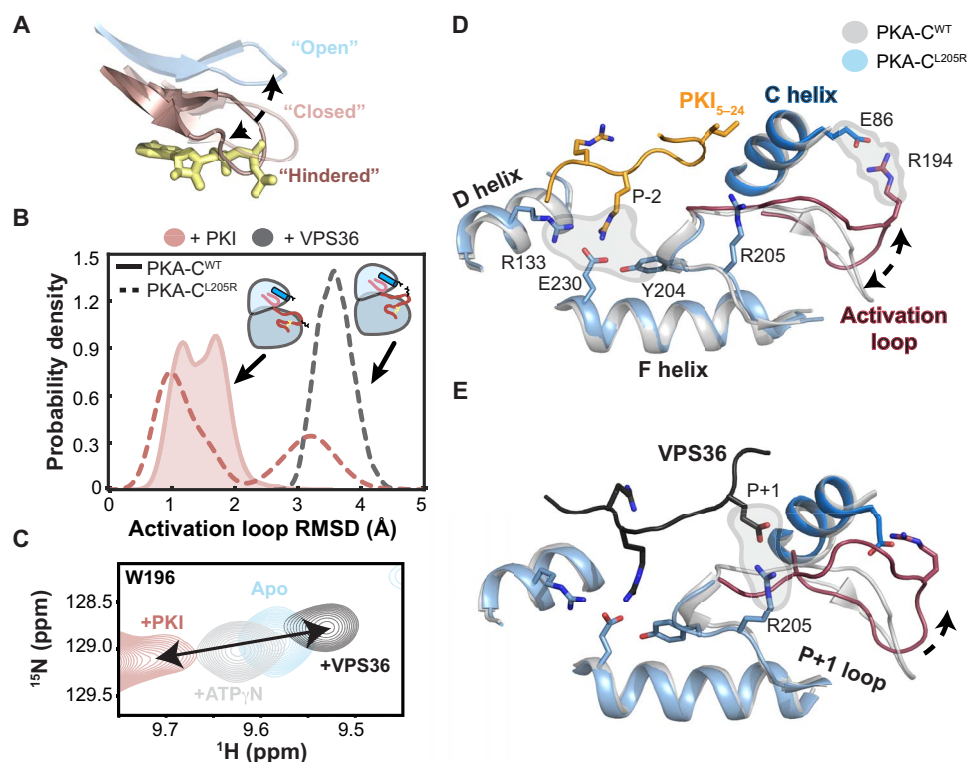 A
"Open"
"Closed"
"Hindered"
B
+ PKI + VPS36
PKA-C^WT
PKA-C^L205R
Probability density
1.5
1.2
0.9
0.6
0.3
0
0 1 2 3 4 5
Activation loop RMSD (Å)
C
W196
Apo
+PKI
+ATPγN
+VPS36
128.5
129.0
129.5
¹⁵N (ppm)
9.7 9.6 9.5
¹H (ppm)
D
PKA-C^WT
PKA-C^L205R
PKI₅₋₂₄
C helix
E86
R194
D helix
P-2
R133
E230
Y204
R205
Activation
loop
F helix
E
VPS36
P+1
R205
P+1 loop